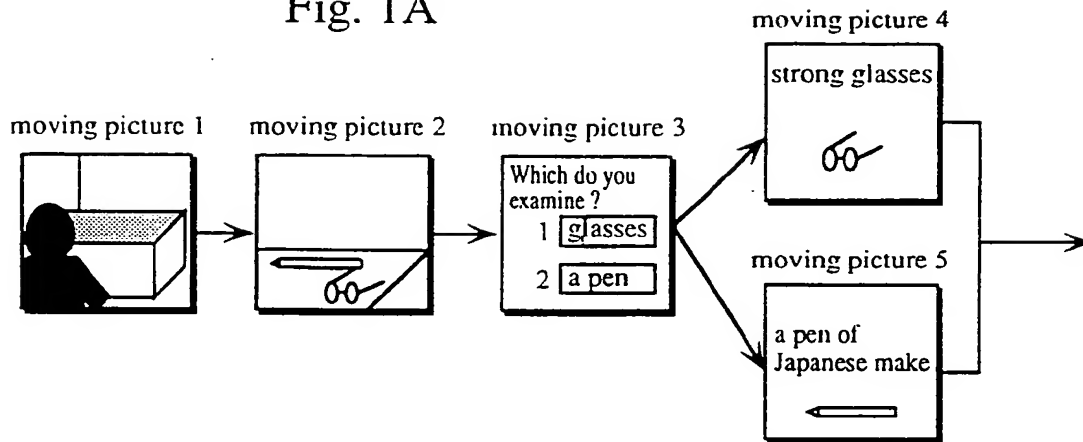 Fig. 1A
moving picture 1
moving picture 2
moving picture 3
Which do you
examine ?
1 glasses
2 a pen
moving picture 4
strong glasses
moving picture 5
a pen of
Japanese make